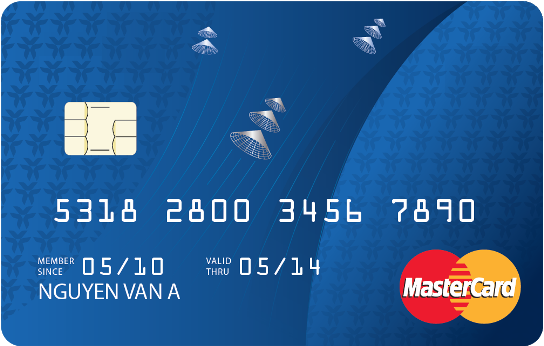 5318 2800 3456 7890
MEMBER SINCE 05/10 VALID THRU 05/14
NGUYEN VAN A
MasterCard